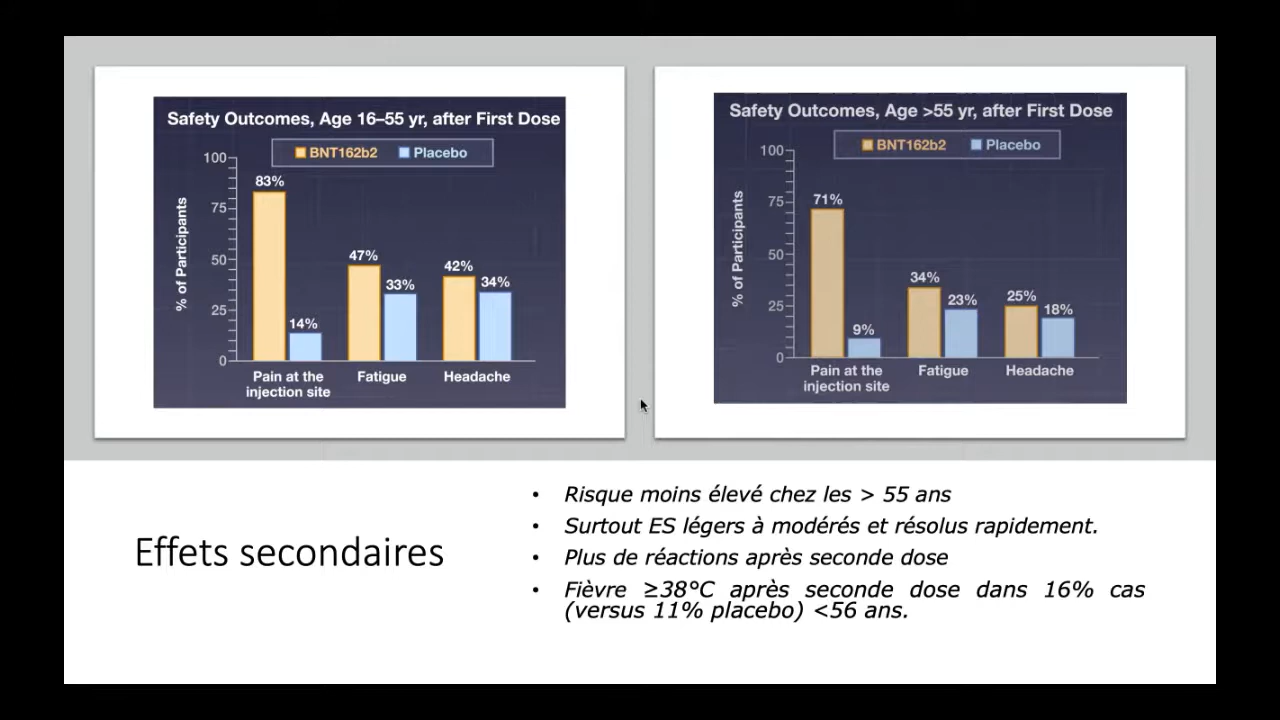 Safety Outcomes, Age 16–55 yr, after First Dose
BNT162b2 Placebo
% of Participants
100
75
50
25
0
83%
14%
47%
33%
42%
34%
Pain at the
injection site
Fatigue
Headache
Safety Outcomes, Age >55 yr, after First Dose
BNT162b2 Placebo
% of Participants
100
75
50
25
0
71%
9%
34%
23%
25%
18%
Pain at the
injection site
Fatigue
Headache
Effets secondaires
• Risque moins élevé chez les > 55 ans
• Surtout ES légers à modérés et résolus rapidement.
• Plus de réactions après seconde dose
• Fièvre ≥38°C après seconde dose dans 16% cas
(versus 11% placebo) <56 ans.